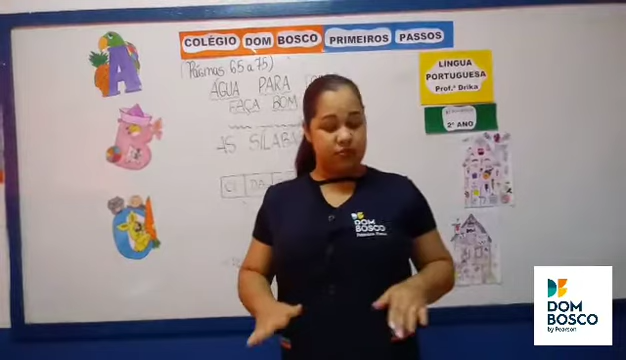 COLÉGIO DOM BOSCO PRIMEIROS PASSOS
(Páginas 65 a 75)
ÁGUA PARA
FAÇA BOM
AS SÍLABA
CI DA
LÍNGUA
PORTUGUESA
Prof.ª Drika
2º ANO
A
B
C
DOM
BOSCO
DOM
BOSCO
by Pearson